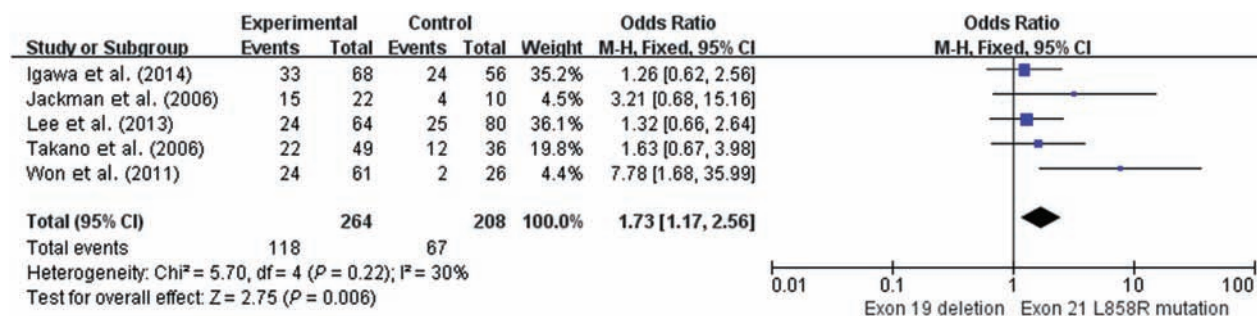 Experimental Control Odds Ratio Odds Ratio
Study or Subgroup Events Total Events Total Weight M-H, Fixed, 95% CI M-H, Fixed, 95% CI
Igawa et al. (2014) 33 68 24 56 35.2% 1.26 [0.62, 2.56]
Jackman et al. (2006) 15 22 4 10 4.5% 3.21 [0.68, 15.16]
Lee et al. (2013) 24 64 25 80 36.1% 1.32 [0.66, 2.64]
Takano et al. (2006) 22 49 12 36 19.8% 1.63 [0.67, 3.98]
Won et al. (2011) 24 61 2 26 4.4% 7.78 [1.68, 35.99]
Total (95% CI) 264 208 100.0% 1.73 [1.17, 2.56]
Total events 118 67
Heterogeneity: Chi² = 5.70, df = 4 (P = 0.22); I² = 30%
Test for overall effect: Z = 2.75 (P = 0.006)
0.01 0.1 1 10 100
Exon 19 deletion Exon 21 L858R mutation